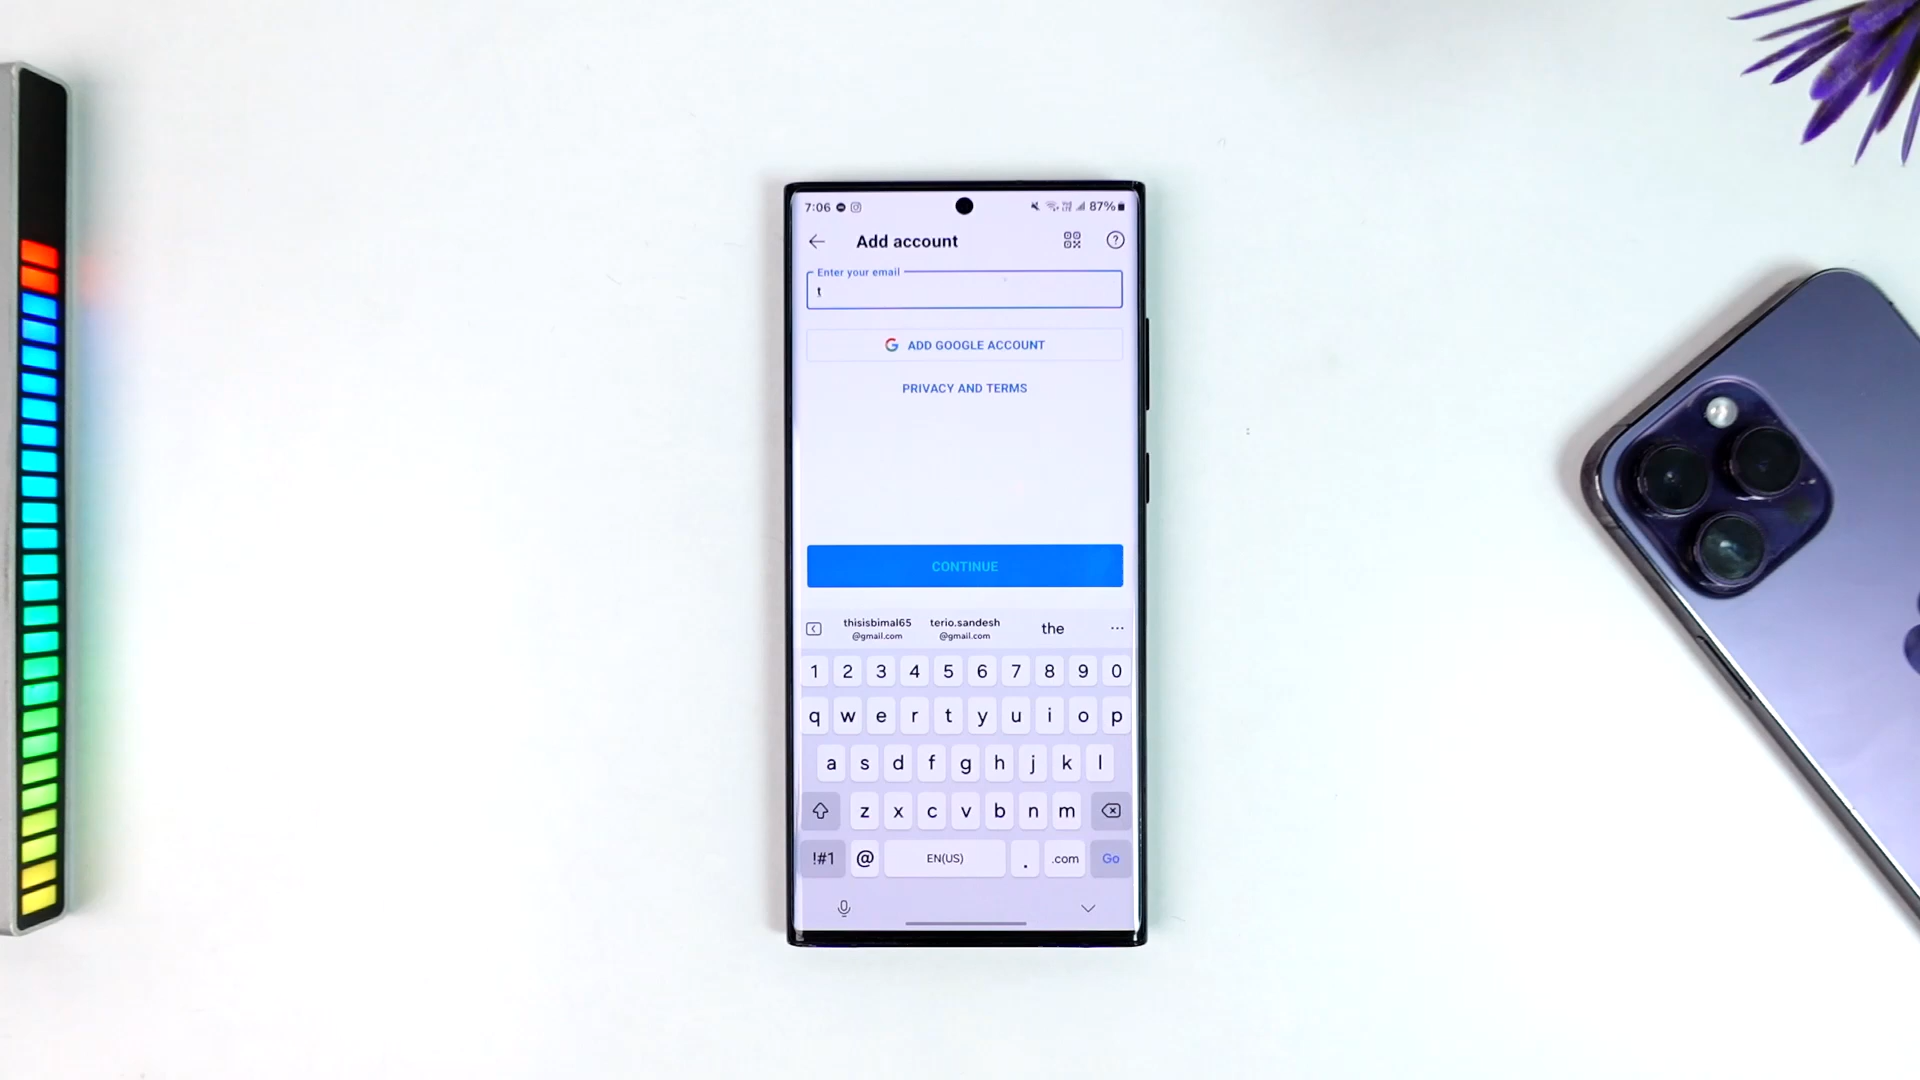 7:06 87%
Add account
Enter your email
t
ADD GOOGLE ACCOUNT
PRIVACY AND TERMS
CONTINUE
thisisbimal65 terio.sandesh the ...
@gmail.com @gmail.com
1 2 3 4 5 6 7 8 9 0
q w e r t y u i o p
a s d f g h j k l
z x c v b n m
!#1 @ EN(US) . .com Go